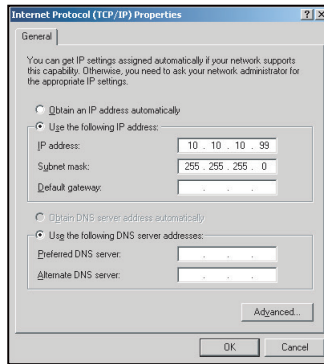 Internet Protocol (TCP/IP) Properties
General
You can get IP settings assigned automatically if your network supports
this capability. Otherwise, you need to ask your network administrator for
the appropriate IP settings.
Obtain an IP address automatically
Use the following IP address:
IP address: 10 . 10 . 10 . 99
Subnet mask: 255 . 255 . 255 . 0
Default gateway: . . .
Obtain DNS server address automatically
Use the following DNS server addresses:
Preferred DNS server: . . .
Alternate DNS server: . . .
Advanced...
OK Cancel